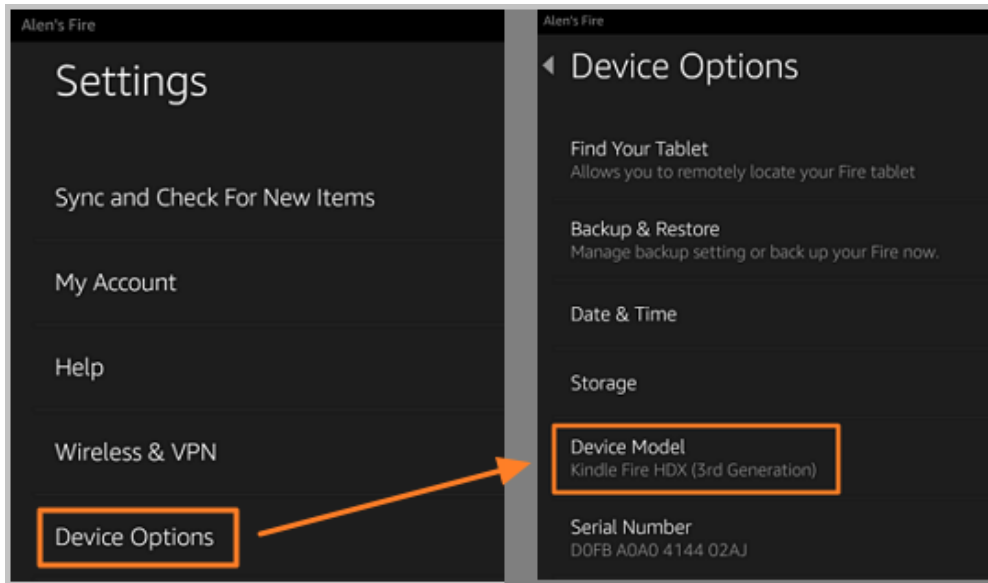 Alen's Fire
Settings
Sync and Check For New Items
My Account
Help
Wireless & VPN
Device Options
Alen's Fire
Device Options
Find Your Tablet
Allows you to remotely locate your Fire tablet
Backup & Restore
Manage backup setting or back up your Fire now.
Date & Time
Storage
Device Model
Kindle Fire HDX (3rd Generation)
Serial Number
D0FB A0A0 4144 02AJ